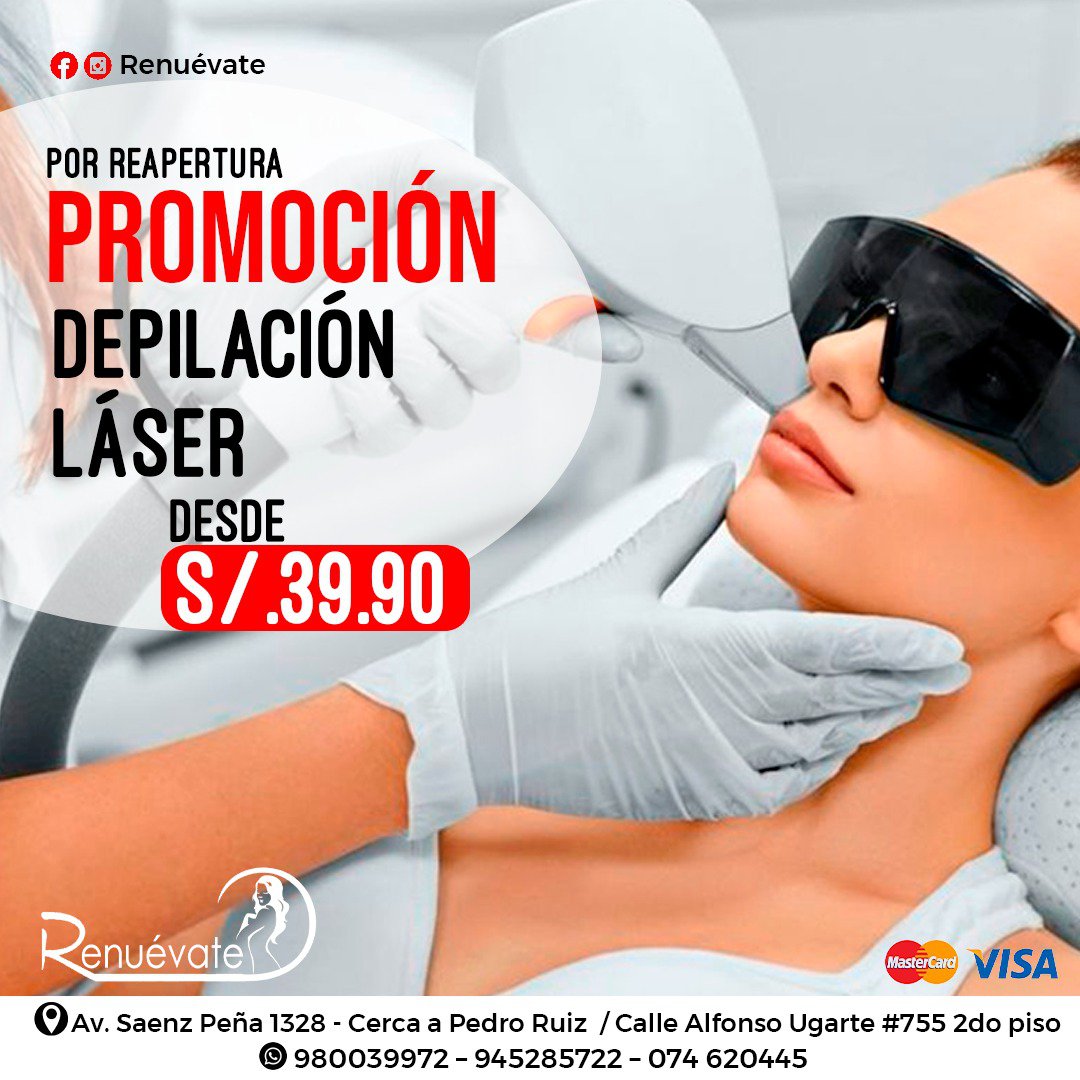 Renuévate
POR REAPERTURA
PROMOCIÓN
DEPILACIÓN
LÁSER
DESDE
S/.39.90
Renuévate
MasterCard VISA
Av. Saenz Peña 1328 - Cerca a Pedro Ruiz / Calle Alfonso Ugarte #755 2do piso
980039972 – 945285722 – 074 620445